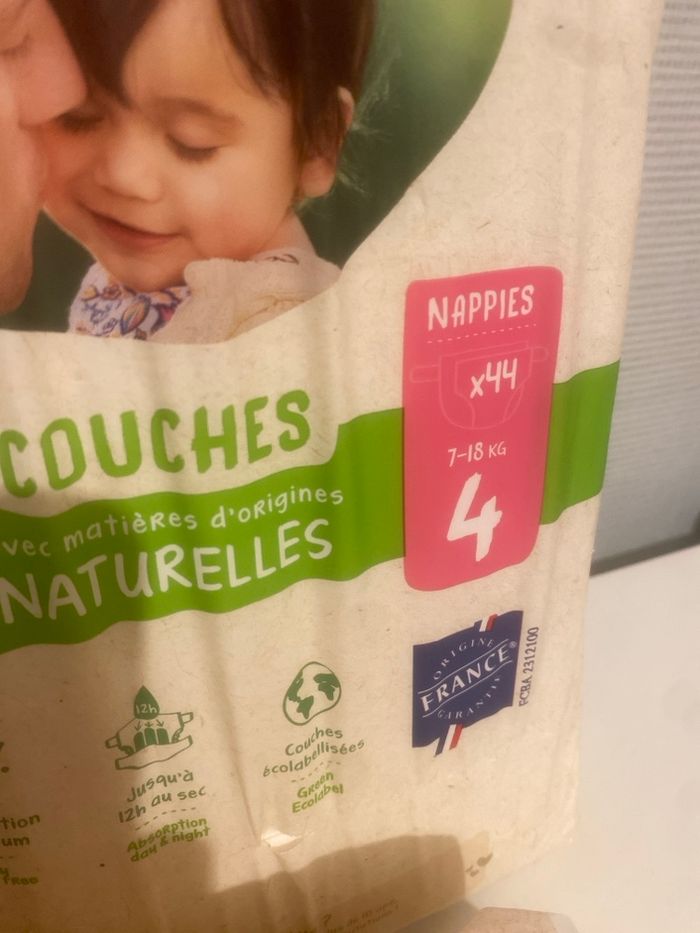 NAPPIES
x44
7-18 KG
4
COUCHES
vec matières d'origines
NATURELLES
ORIGINE
FRANCE®
GARANTIE
FCBA 2312100
12h
Jusqu'à
12h au sec
Absorption
day & night
Couches
écolabellisées
Green
Ecolabel
tion
um
free